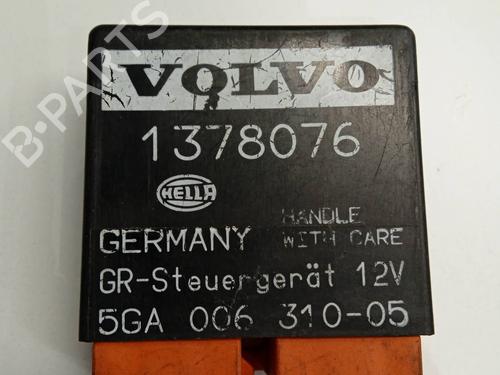 VOLVO
1378076
HELLA
GERMANY HANDLE WITH CARE
GR-Steuergerät 12V
5GA 006 310-05
B-PARTS